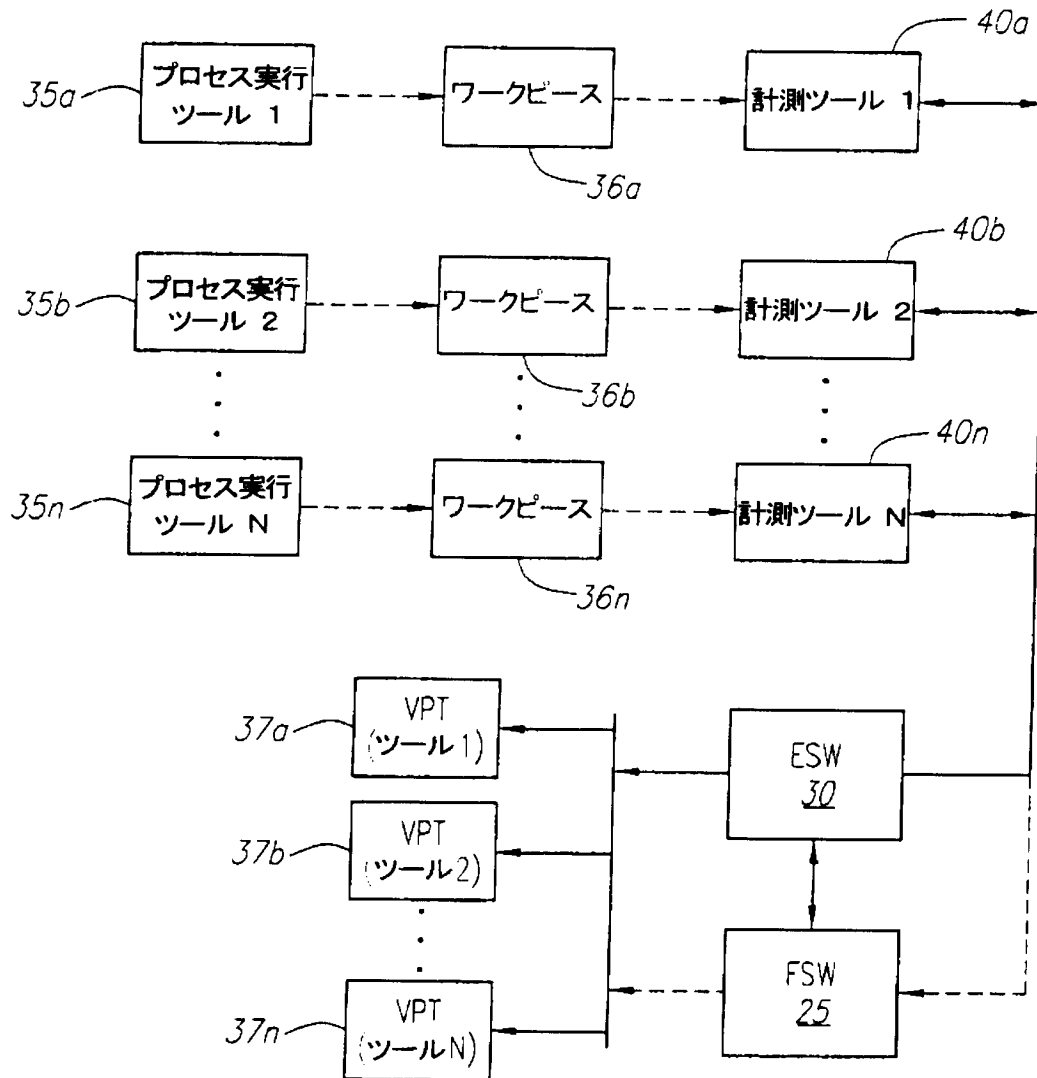 40a
35a
プロセス実行
ツール 1
ワークピース
計測ツール 1
36a
40b
35b
プロセス実行
ツール 2
ワークピース
計測ツール 2
36b
40n
35n
プロセス実行
ツール N
ワークピース
計測ツール N
36n
37a
VPT
(ツール1)
ESW
30
37b
VPT
(ツール2)
FSW
25
37n
VPT
(ツールN)